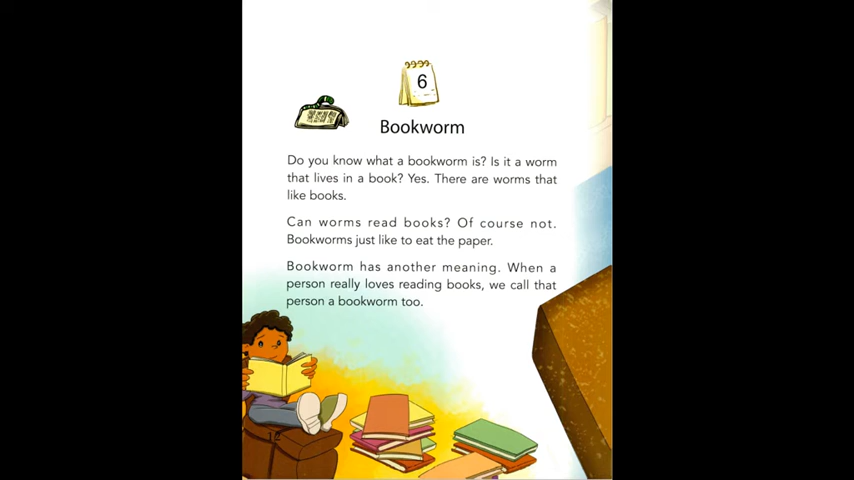 6
Bookworm
Do you know what a bookworm is? Is it a worm
that lives in a book? Yes. There are worms that
like books.
Can worms read books? Of course not.
Bookworms just like to eat the paper.
Bookworm has another meaning. When a
person really loves reading books, we call that
person a bookworm too.
12